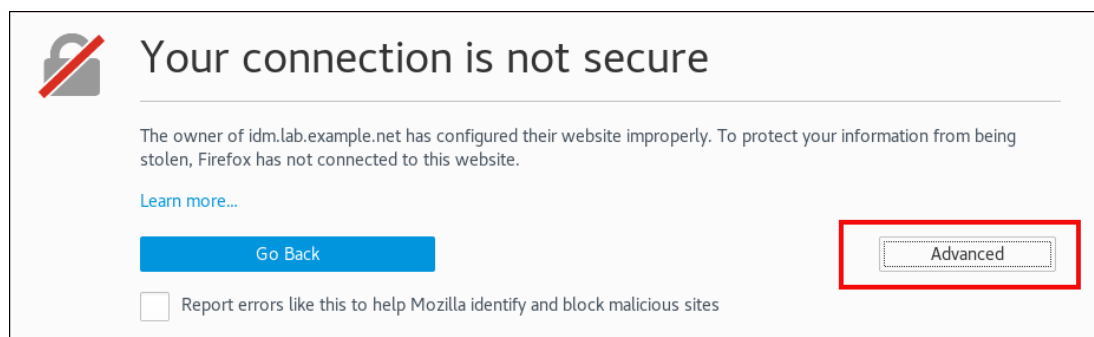 Your connection is not secure
The owner of idm.lab.example.net has configured their website improperly. To protect your information from being
stolen, Firefox has not connected to this website.
Learn more...
Go Back
Advanced
Report errors like this to help Mozilla identify and block malicious sites